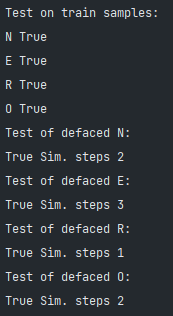 Test on train samples:
N True
E True
R True
O True
Test of defaced N:
True Sim. steps 2
Test of defaced E:
True Sim. steps 3
Test of defaced R:
True Sim. steps 1
Test of defaced O:
True Sim. steps 2